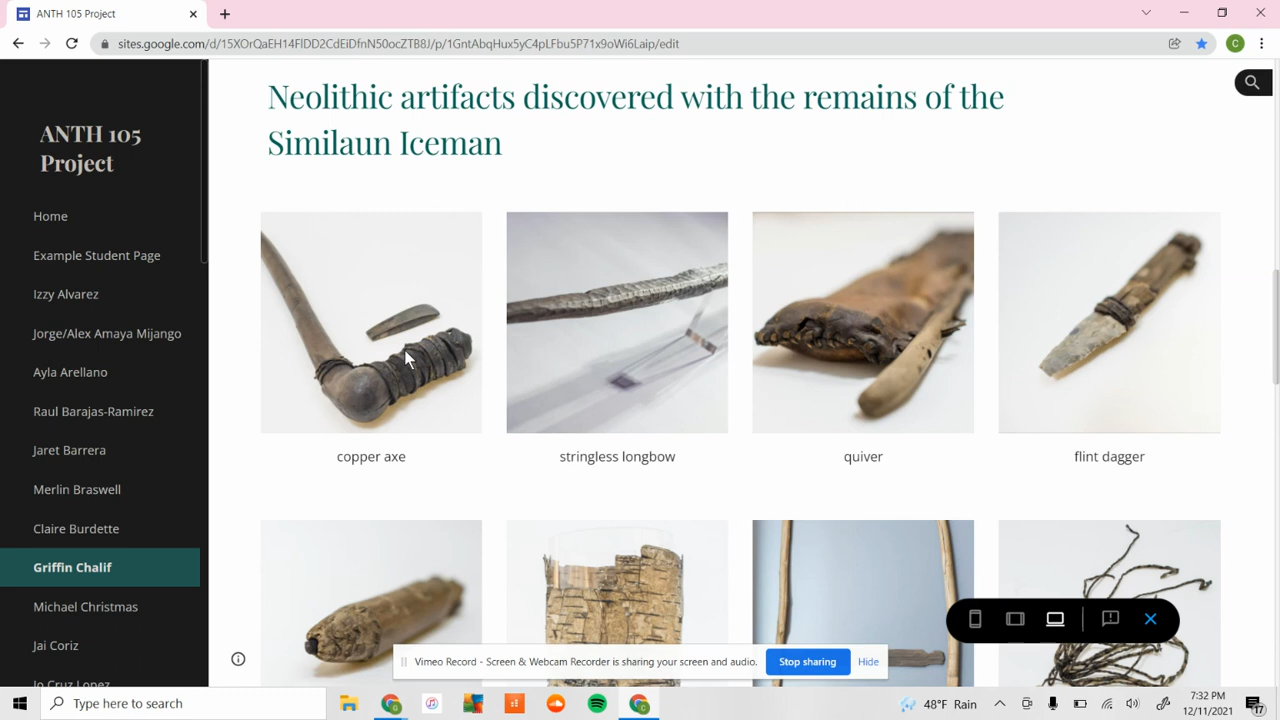 ANTH 105 Project
sites.google.com/d/15XOrQaEH14FlDD2CdEiDfnN50ocZTB8J/p/1GntAbqHux5yC4pLFbu5P71x9oWi6Laip/edit
C
ANTH 105
Project
Home
Example Student Page
Izzy Alvarez
Jorge/Alex Amaya Mijango
Ayla Arellano
Raul Barajas-Ramirez
Jaret Barrera
Merlin Braswell
Claire Burdette
Griffin Chalif
Michael Christmas
Jai Coriz
Jo Cruz Lopez
Neolithic artifacts discovered with the remains of the
Similaun Iceman
copper axe
stringless longbow
quiver
flint dagger
Vimeo Record - Screen & Webcam Recorder is sharing your screen and audio.
Stop sharing
Hide
Type here to search
48°F Rain
7:32 PM
12/11/2021
17